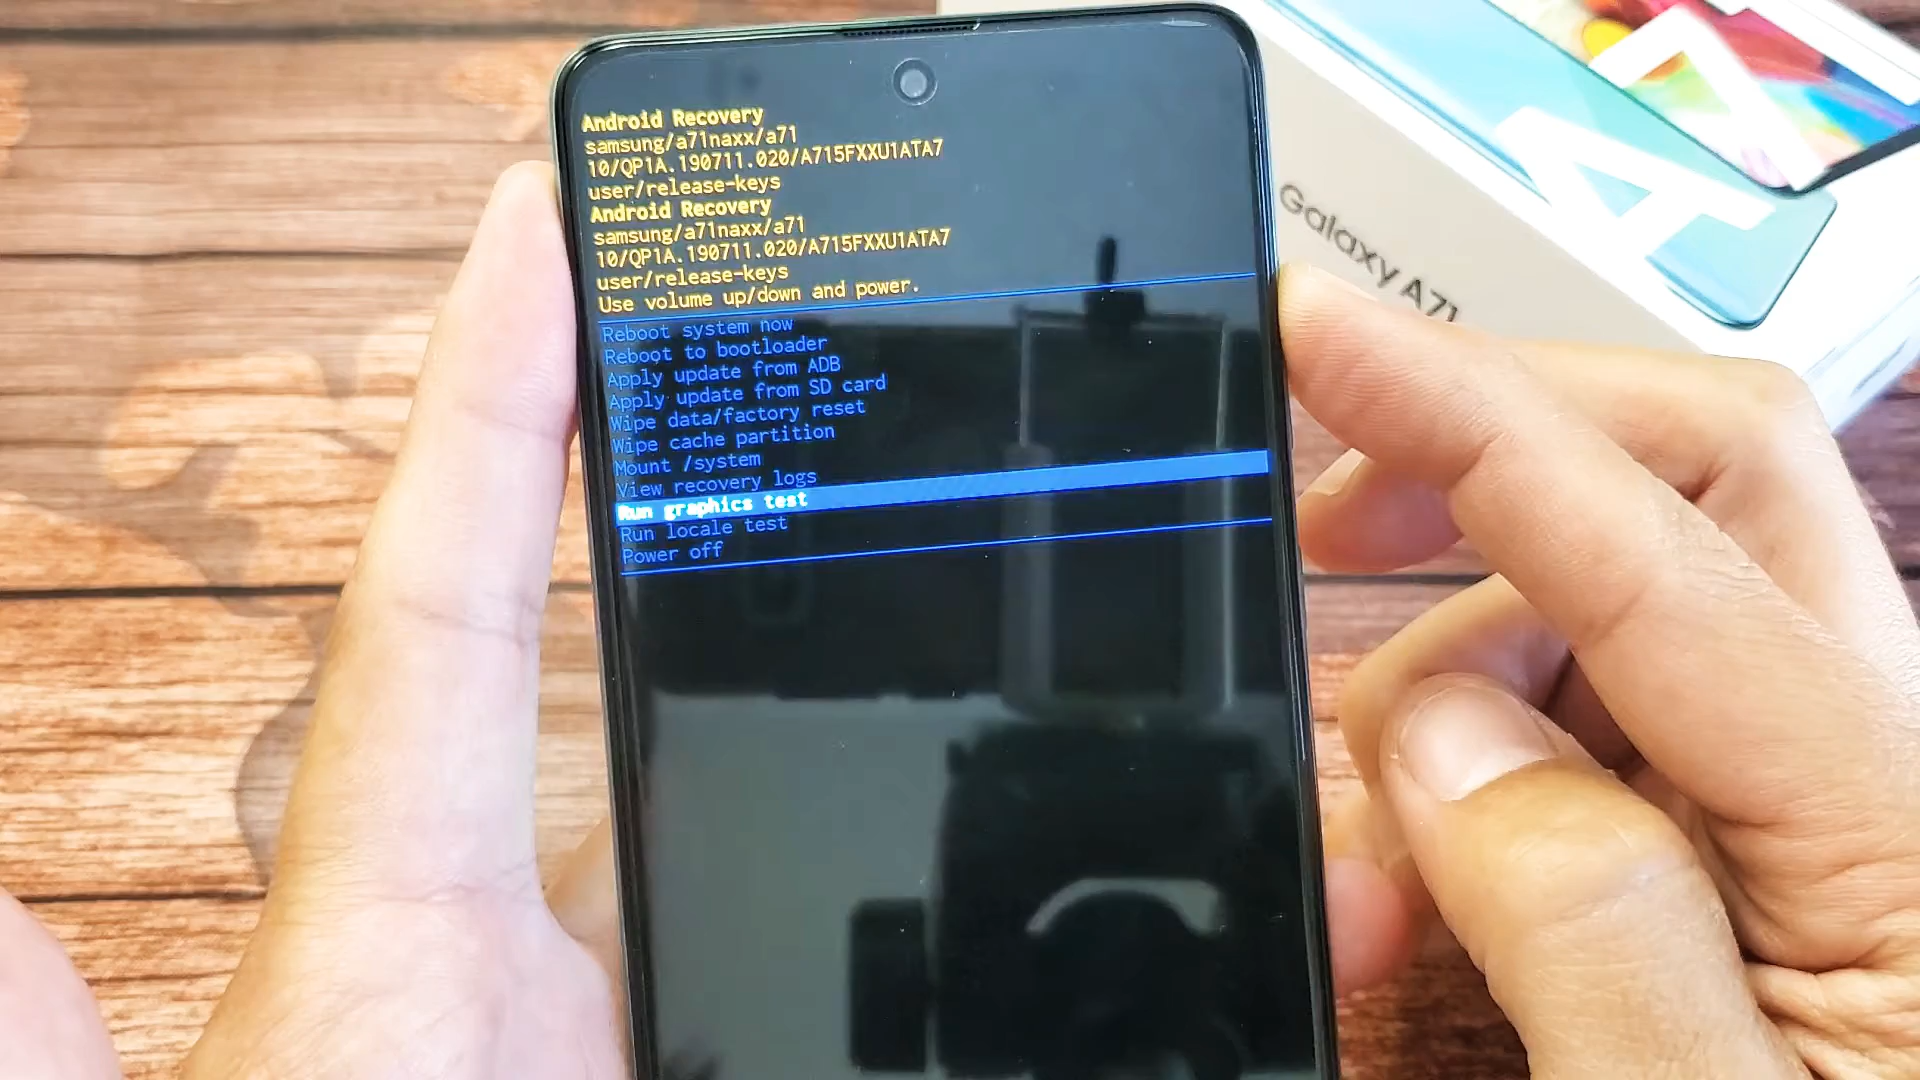 Android Recovery
samsung/a71naxx/a71
10/QP1A.190711.020/A715FXXU1ATA7
user/release-keys
Android Recovery
samsung/a71naxx/a71
10/QP1A.190711.020/A715FXXU1ATA7
user/release-keys
Use volume up/down and power.
Reboot system now
Reboot to bootloader
Apply update from ADB
Apply update from SD card
Wipe data/factory reset
Wipe cache partition
Mount /system
View recovery logs
Run graphics test
Run locale test
Power off
Galaxy A71
A7